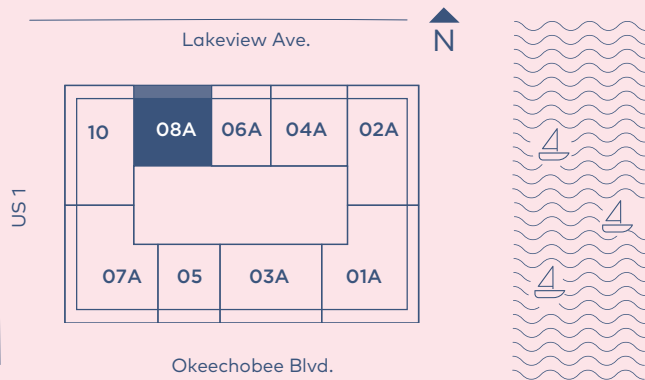 Lakeview Ave.
N
10
08A
06A
04A
02A
US 1
07A
05
03A
01A
Okeechobee Blvd.